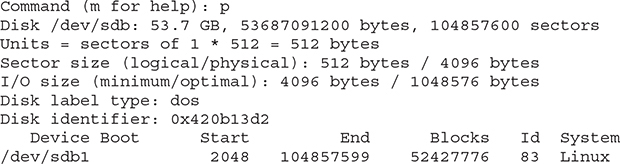 Command (m for help): p
Disk /dev/sdb: 53.7 GB, 53687091200 bytes, 104857600 sectors
Units = sectors of 1 * 512 = 512 bytes
Sector size (logical/physical): 512 bytes / 4096 bytes
I/O size (minimum/optimal): 4096 bytes / 1048576 bytes
Disk label type: dos
Disk identifier: 0x420b13d2
Device Boot Start End Blocks Id System
/dev/sdb1 2048 104857599 52427776 83 Linux